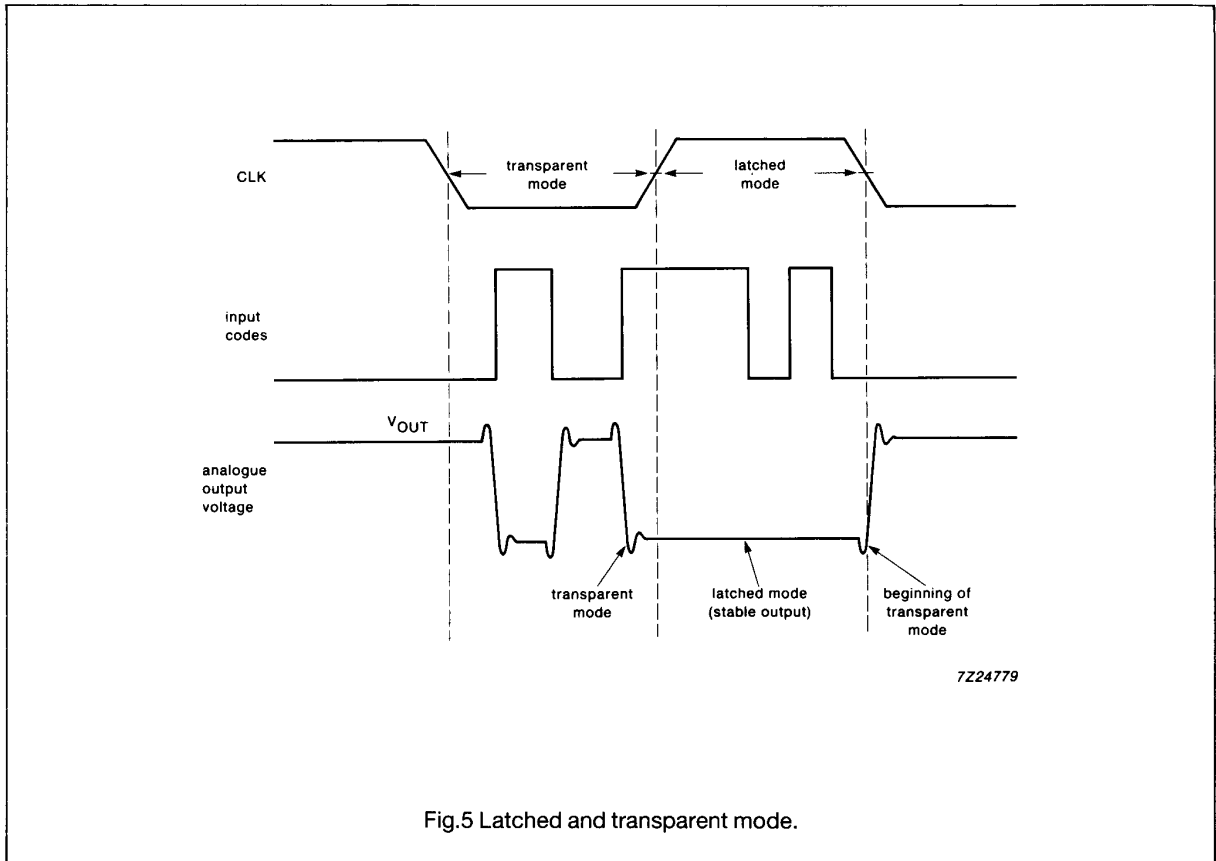 CLK
transparent
mode
latched
mode
input
codes
VOUT
analogue
output
voltage
transparent
mode
latched mode
(stable output)
beginning of
transparent
mode
7Z24779
Fig.5 Latched and transparent mode.